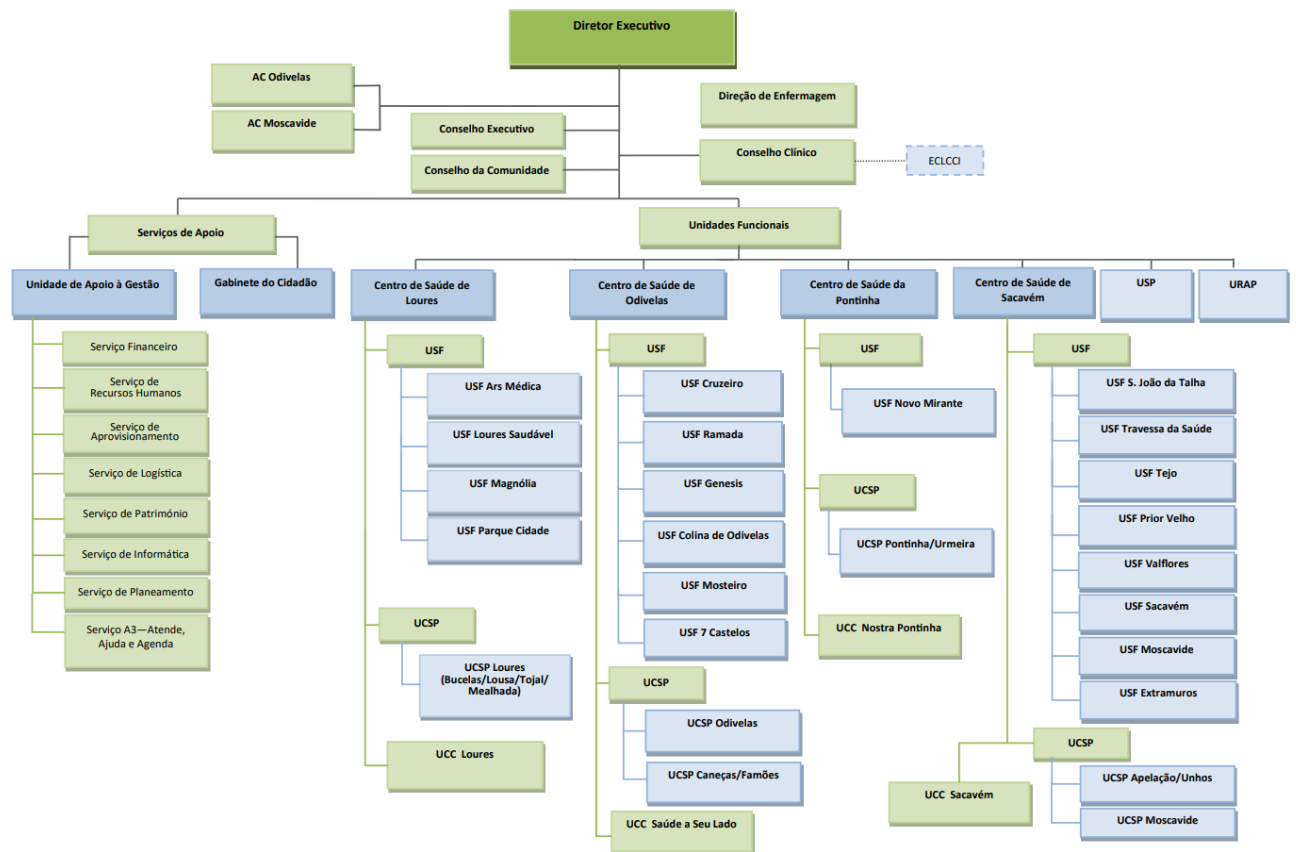 Diretor Executivo
AC Odivelas
AC Moscavide
Direção de Enfermagem
Conselho Executivo
Conselho Clínico
ECLCCI
Conselho da Comunidade
Serviços de Apoio
Unidades Funcionais
Unidade de Apoio à Gestão
Gabinete do Cidadão
Centro de Saúde de
Loures
Centro de Saúde de
Odivelas
Centro de Saúde da
Pontinha
Centro de Saúde de
Sacavém
USP
URAP
Serviço Financeiro
Serviço de
Recursos Humanos
Serviço de
Aprovisionamento
Serviço de Logística
Serviço de Património
Serviço de Informática
Serviço de Planeamento
Serviço A3—Atende,
Ajuda e Agenda
USF
USF Ars Médica
USF Loures Saudável
USF Magnólia
USF Parque Cidade
UCSP
UCSP Loures
(Bucelas/Lousa/Tojal/
Mealhada)
UCC Loures
USF
USF Cruzeiro
USF Ramada
USF Genesis
USF Colina de Odivelas
USF Mosteiro
USF 7 Castelos
UCSP
UCSP Odivelas
UCSP Caneças/Famões
UCC Saúde a Seu Lado
USF
USF Novo Mirante
UCSP
UCSP Pontinha/Urmeira
UCC Nostra Pontinha
USF
USF S. João da Talha
USF Travessa da Saúde
USF Tejo
USF Prior Velho
USF Valflores
USF Sacavém
USF Moscavide
USF Extramuros
UCSP
UCSP Apelação/Unhos
UCSP Moscavide
UCC Sacavém